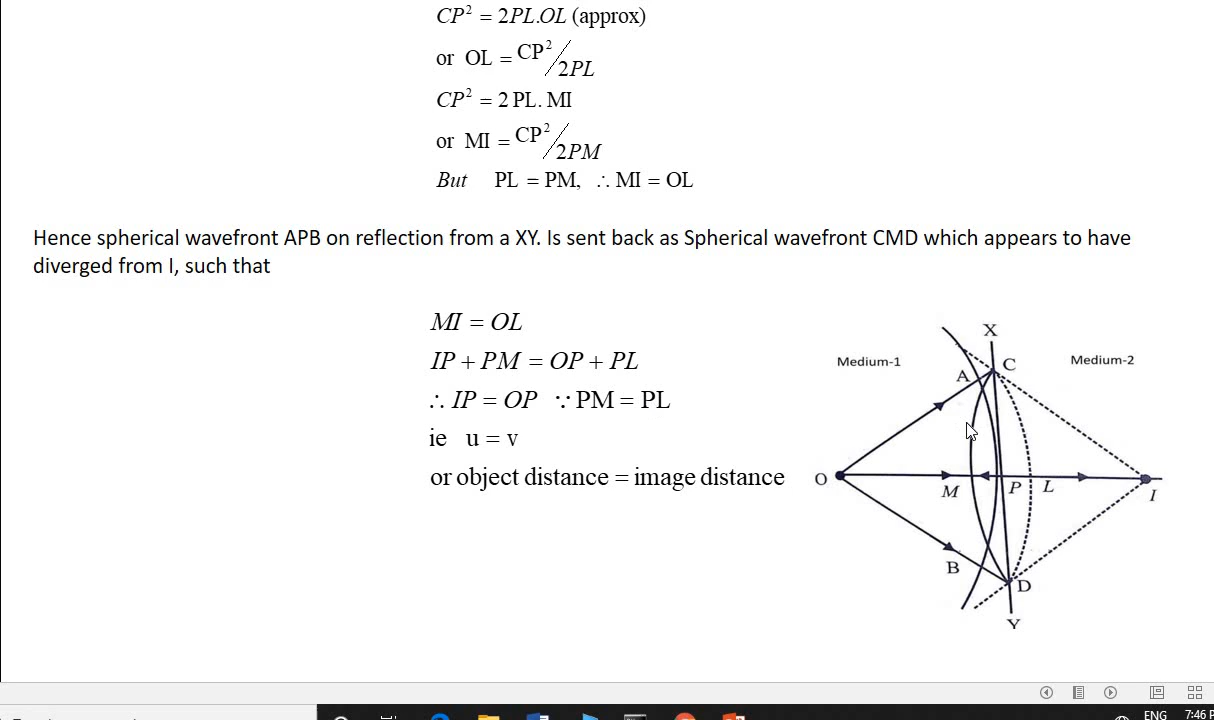 CP² = 2PL.OL (approx)
or OL = CP²/2PL
CP² = 2 PL. MI
or MI = CP²/2PM
But PL = PM, ∴ MI = OL
Hence spherical wavefront APB on reflection from a XY. Is sent back as Spherical wavefront CMD which appears to have
diverged from I, such that
MI = OL
IP + PM = OP + PL
∴ IP = OP ∵ PM = PL
ie u = v
or object distance = image distance
X
Medium-1
C
Medium-2
A
O
M
P
L
I
B
D
Y
ENG
7:46 P